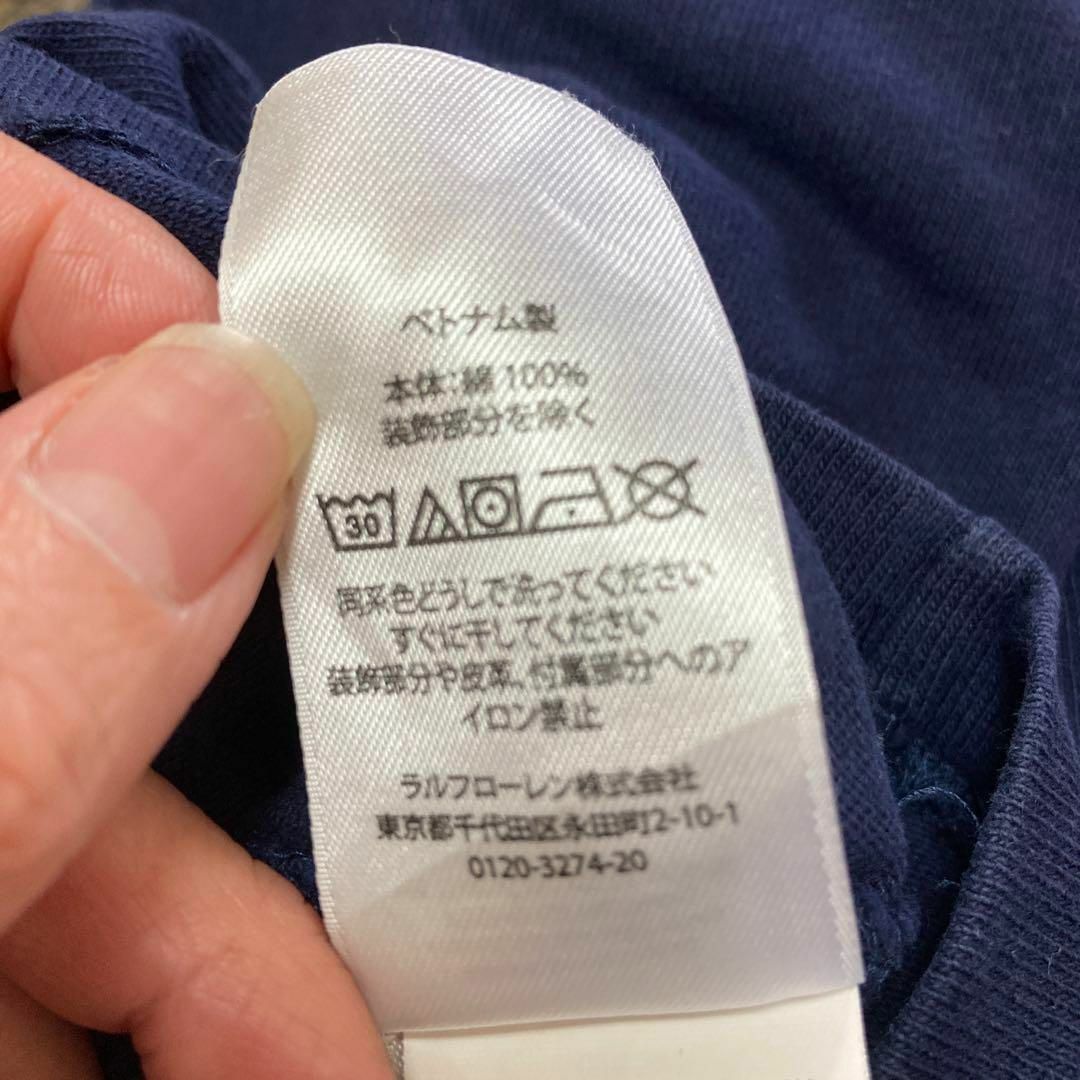 ベトナム製
本体:綿 100%
装飾部分を除く
30
同系色どうしで洗ってください
すぐに干してください
装飾部分や皮革、付属部分へのア
イロン禁止
ラルフローレン株式会社
東京都千代田区永田町2-10-1
0120-3274-20